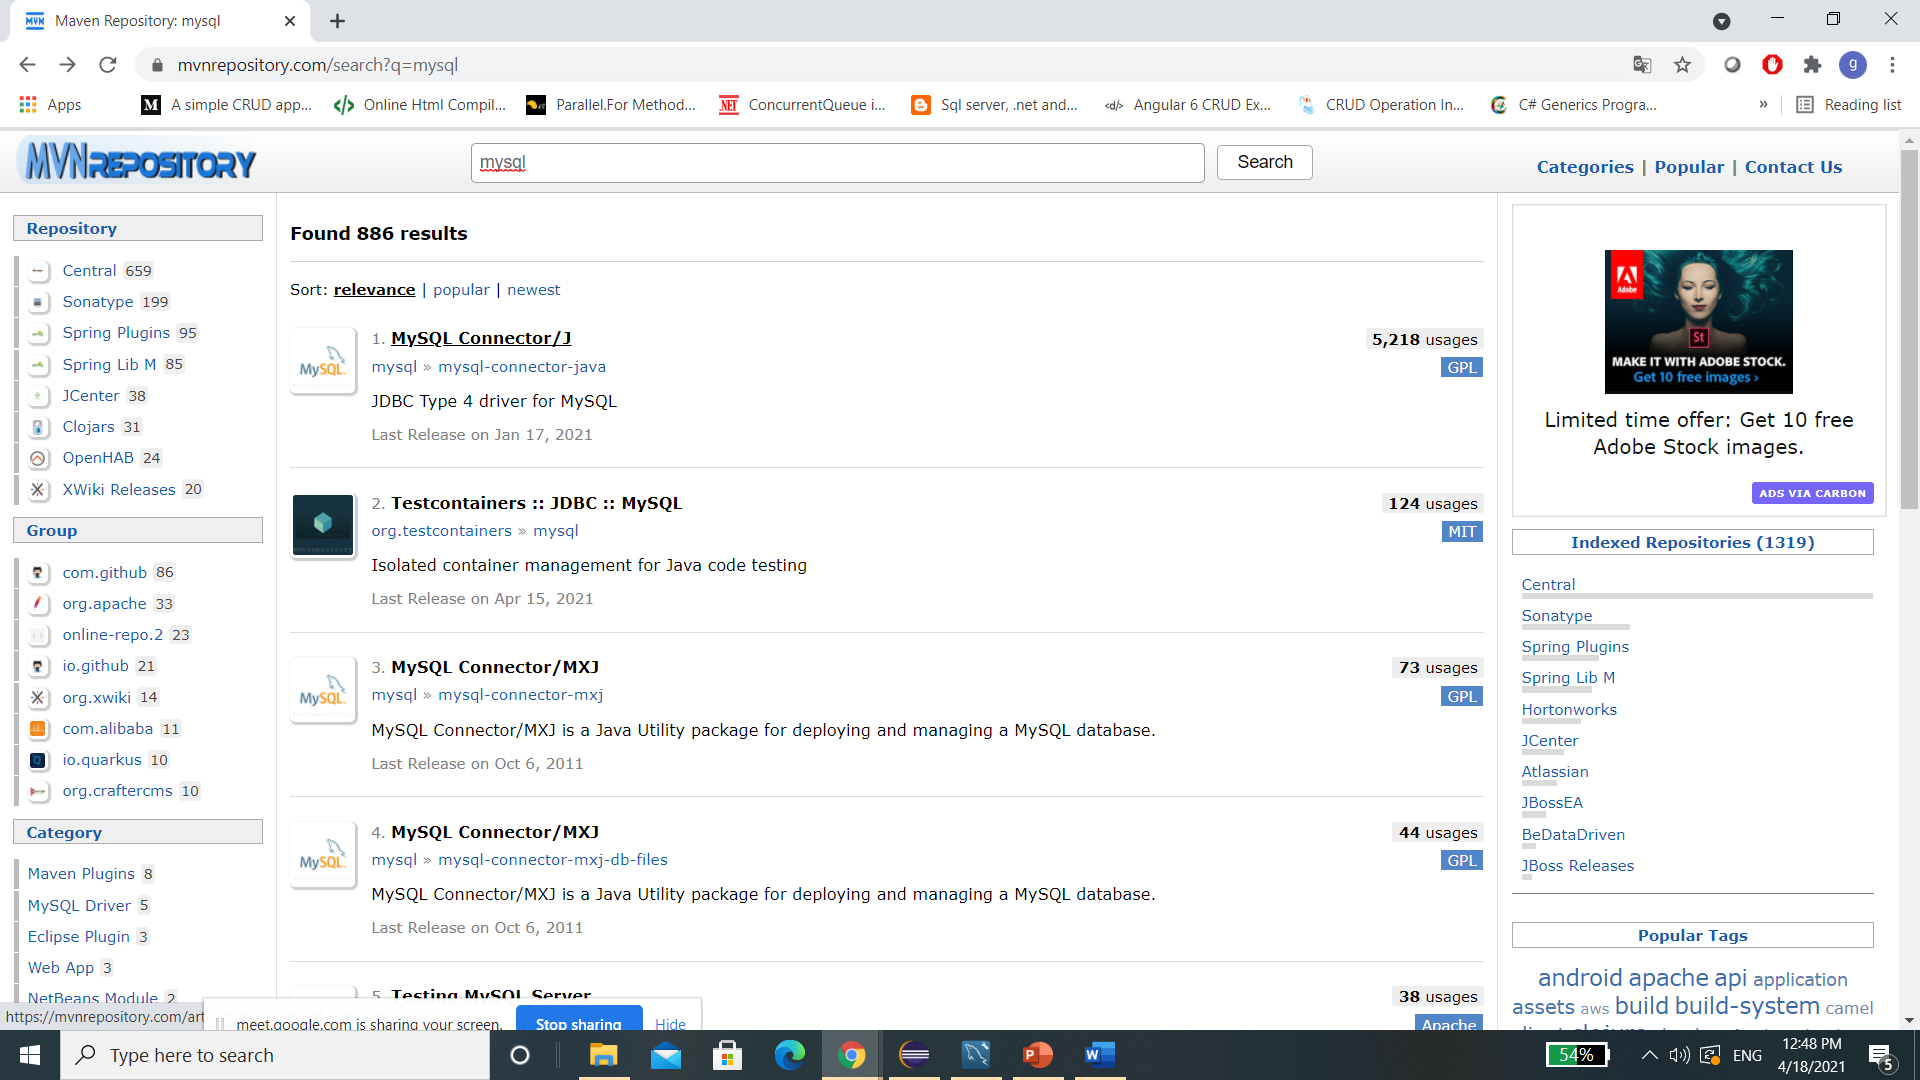 Maven Repository: mysql
mvnrepository.com/search?q=mysql
g
Apps
A simple CRUD app...
Online Html Compil...
Parallel.For Method...
ConcurrentQueue i...
Sql server, .net and...
Angular 6 CRUD Ex...
CRUD Operation In...
C# Generics Progra...
»
Reading list
MVNREPOSITORY
mysql
Search
Categories | Popular | Contact Us
Repository
Central 659
Sonatype 199
Spring Plugins 95
Spring Lib M 85
JCenter 38
Clojars 31
OpenHAB 24
XWiki Releases 20
Group
com.github 86
org.apache 33
online-repo.2 23
io.github 21
org.xwiki 14
com.alibaba 11
io.quarkus 10
org.craftercms 10
Category
Maven Plugins 8
MySQL Driver 5
Eclipse Plugin 3
Web App 3
NetBeans Module 2
Found 886 results
Sort: relevance | popular | newest
1. MySQL Connector/J
5,218 usages
mysql » mysql-connector-java
GPL
JDBC Type 4 driver for MySQL
Last Release on Jan 17, 2021
2. Testcontainers :: JDBC :: MySQL
124 usages
org.testcontainers » mysql
MIT
Isolated container management for Java code testing
Last Release on Apr 15, 2021
3. MySQL Connector/MXJ
73 usages
mysql » mysql-connector-mxj
GPL
MySQL Connector/MXJ is a Java Utility package for deploying and managing a MySQL database.
Last Release on Oct 6, 2011
4. MySQL Connector/MXJ
44 usages
mysql » mysql-connector-mxj-db-files
GPL
MySQL Connector/MXJ is a Java Utility package for deploying and managing a MySQL database.
Last Release on Oct 6, 2011
5. Testing MySQL Server
38 usages
Apache
Adobe
St
MAKE IT WITH ADOBE STOCK.
Get 10 free images ›
Limited time offer: Get 10 free
Adobe Stock images.
ADS VIA CARBON
Indexed Repositories (1319)
Central
Sonatype
Spring Plugins
Spring Lib M
Hortonworks
JCenter
Atlassian
JBossEA
BeDataDriven
JBoss Releases
Popular Tags
android apache api application
assets aws build build-system camel
https://mvnrepository.com/art
meet.google.com is sharing your screen.
Stop sharing
Hide
Type here to search
54%
ENG
12:48 PM
4/18/2021
5